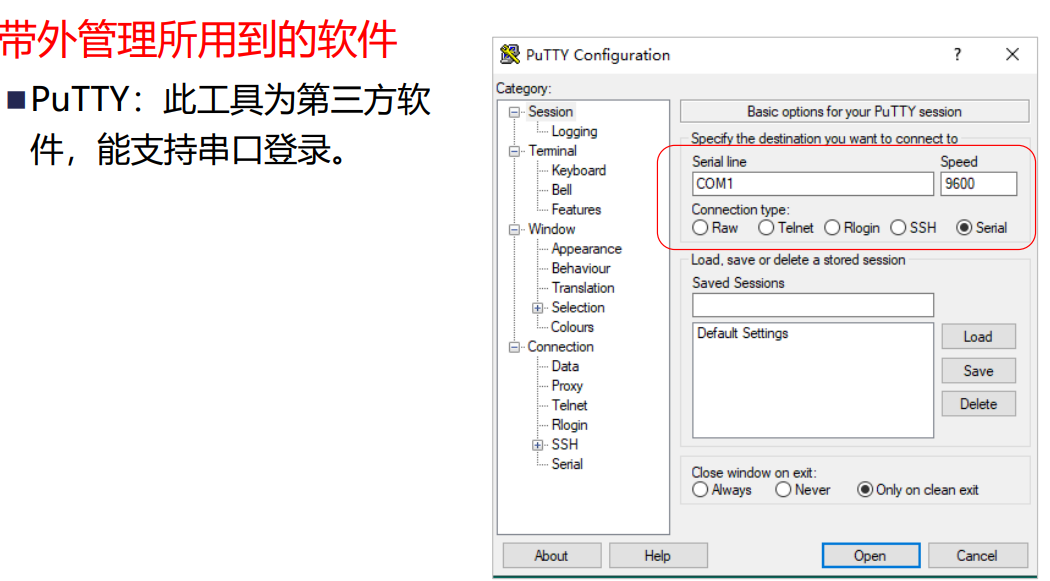 带外管理所用到的软件
■PuTTY：此工具为第三方软
件，能支持串口登录。
PuTTY Configuration
Category:
Session
Logging
Terminal
Keyboard
Bell
Features
Window
Appearance
Behaviour
Translation
Selection
Colours
Connection
Data
Proxy
Telnet
Rlogin
SSH
Serial
Basic options for your PuTTY session
Specify the destination you want to connect to
Serial line Speed
COM1 9600
Connection type:
Raw Telnet Rlogin SSH Serial
Load, save or delete a stored session
Saved Sessions
Default Settings
Load
Save
Delete
Close window on exit:
Always Never Only on clean exit
About Help Open Cancel